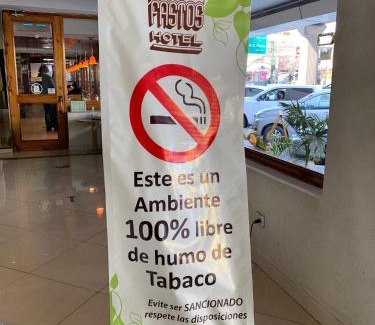 FASTOS
HOTEL
Este es un
Ambiente
100% libre
de humo de
Tabaco
Evite ser SANCIONADO
respete las disposiciones